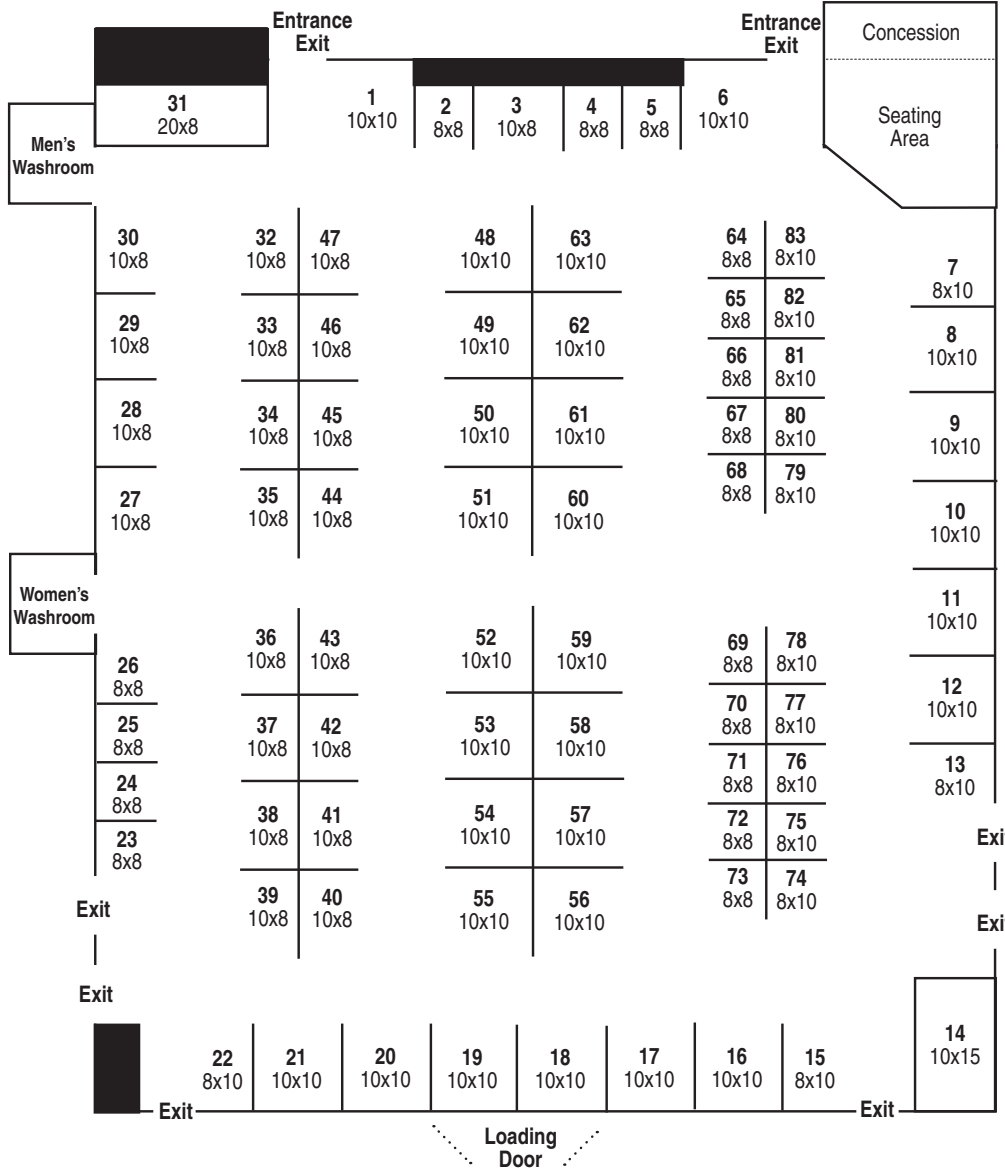 Entrance
Exit
Entrance
Exit
Concession
Seating
Area
31
20x8
1
10x10
2
8x8
3
10x8
4
8x8
5
8x8
6
10x10
Men's
Washroom
30
10x8
32
10x8
47
10x8
48
10x10
63
10x10
64
8x8
83
8x10
7
8x10
29
10x8
33
10x8
46
10x8
49
10x10
62
10x10
65
8x8
82
8x10
8
10x10
66
8x8
81
8x10
28
10x8
34
10x8
45
10x8
50
10x10
61
10x10
67
8x8
80
8x10
9
10x10
27
10x8
35
10x8
44
10x8
51
10x10
60
10x10
68
8x8
79
8x10
10
10x10
Women's
Washroom
11
10x10
26
8x8
36
10x8
43
10x8
52
10x10
59
10x10
69
8x8
78
8x10
12
10x10
25
8x8
37
10x8
42
10x8
53
10x10
58
10x10
70
8x8
77
8x10
24
8x8
71
8x8
76
8x10
13
8x10
23
8x8
38
10x8
41
10x8
54
10x10
57
10x10
72
8x8
75
8x10
Exi
39
10x8
40
10x8
55
10x10
56
10x10
73
8x8
74
8x10
Exit
Exi
Exit
22
8x10
21
10x10
20
10x10
19
10x10
18
10x10
17
10x10
16
10x10
15
8x10
14
10x15
Exit
Exit
Loading
Door